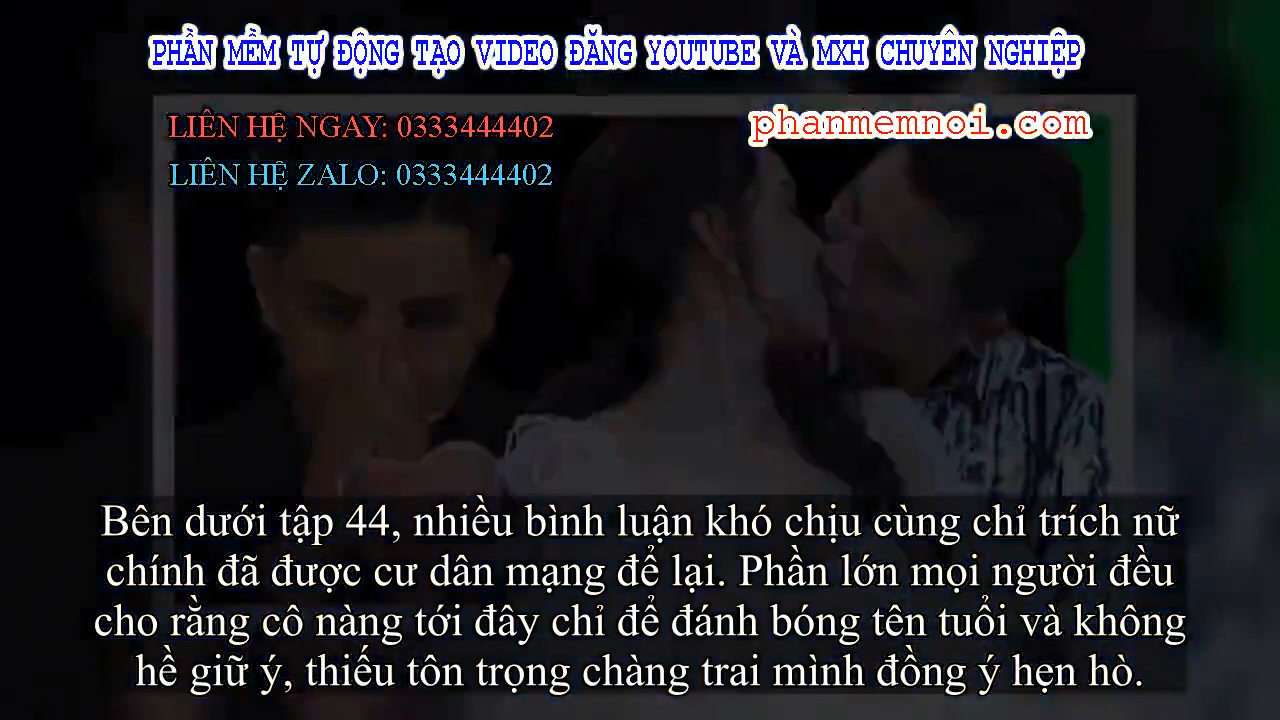 PHẦN MỀM TỰ ĐỘNG TẠO VIDEO ĐĂNG YOUTUBE VÀ MXH CHUYÊN NGHIỆP
LIÊN HỆ NGAY: 0333444402
phanmemnoi.com
LIÊN HỆ ZALO: 0333444402
Bên dưới tập 44, nhiều bình luận khó chịu cùng chỉ trích nữ
chính đã được cư dân mạng để lại. Phần lớn mọi người đều
cho rằng cô nàng tới đây chỉ để đánh bóng tên tuổi và không
hề giữ ý, thiếu tôn trọng chàng trai mình đồng ý hẹn hò.